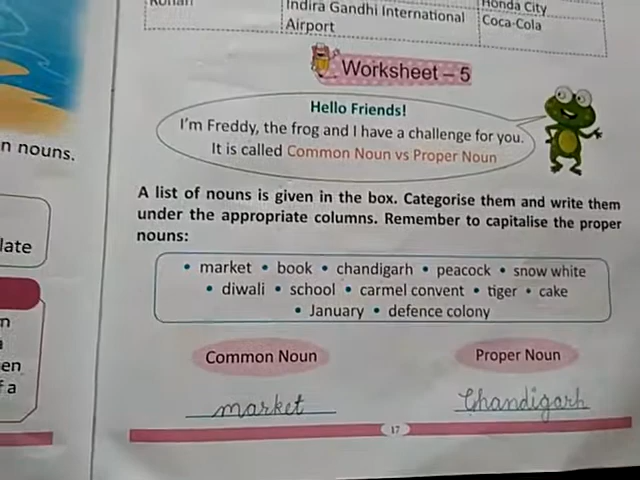 Indira Gandhi International
Airport
Honda City
Coca-Cola
Worksheet – 5
Hello Friends!
I'm Freddy, the frog and I have a challenge for you.
It is called Common Noun vs Proper Noun
n nouns.
late
A list of nouns is given in the box. Categorise them and write them
under the appropriate columns. Remember to capitalise the proper
nouns:
• market • book • chandigarh • peacock • snow white
• diwali • school • carmel convent • tiger • cake
• January • defence colony
n
en
f a
Common Noun
Proper Noun
market
Chandigarh
17